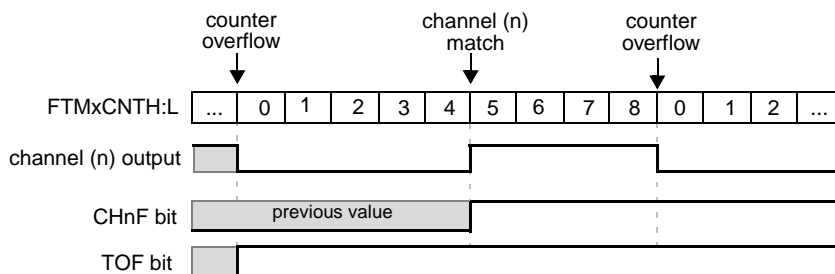 counter channel (n) counter
overflow match overflow
FTMxCNTH:L ... 0 1 2 3 4 5 6 7 8 0 1 2 ...
channel (n) output
CHnF bit previous value
TOF bit